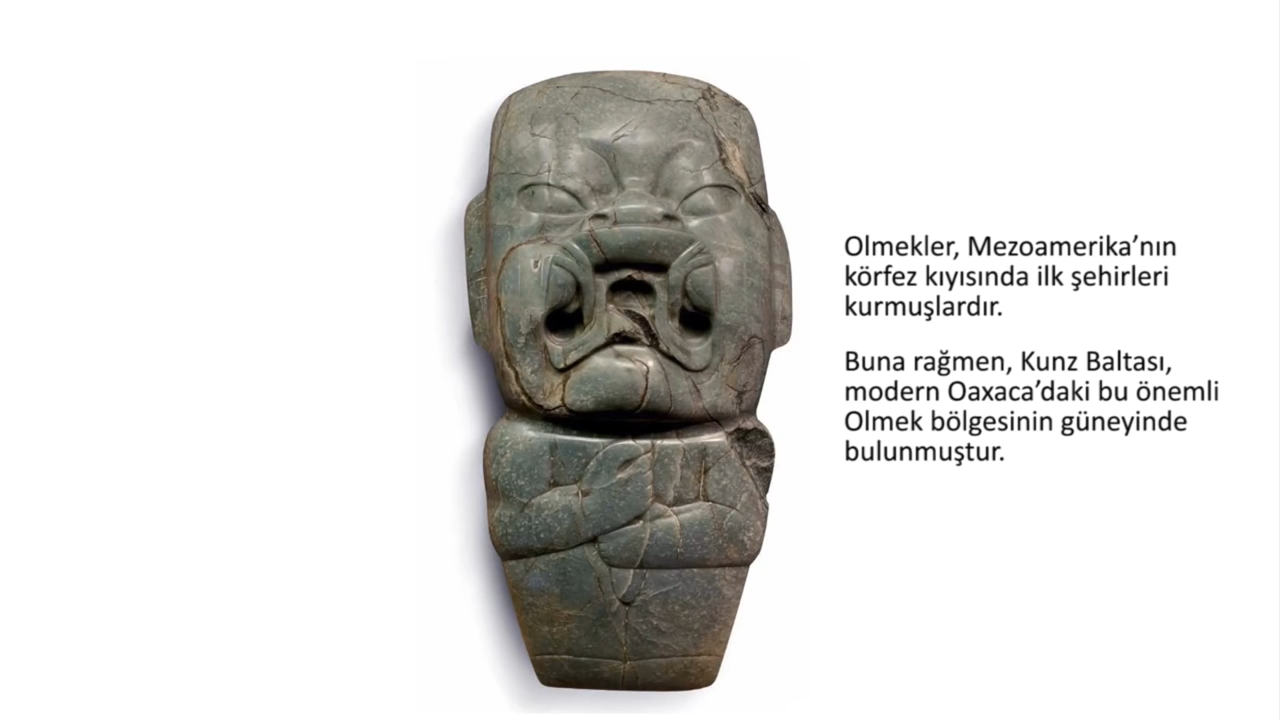 Olmekler, Mezoamerika’nın
körfez kıyısında ilk şehirleri
kurmuşlardır.
Buna rağmen, Kunz Baltası,
modern Oaxaca’daki bu önemli
Olmek bölgesinin güneyinde
bulunmuştur.